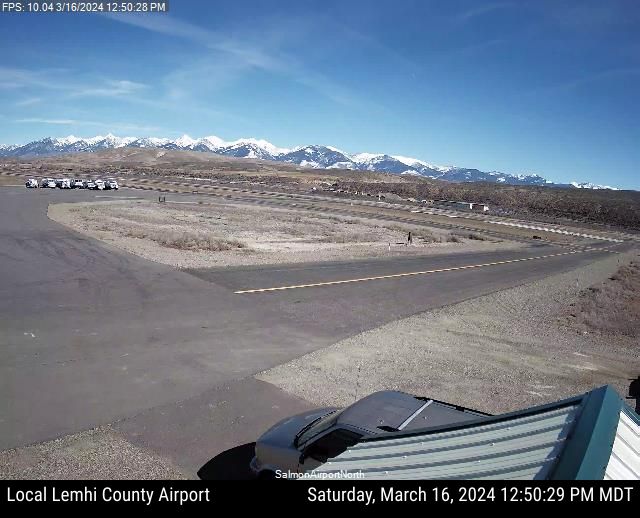 FPS: 10.04 3/16/2024 12:50:28 PM
SalmonAirportNorth
Local Lemhi County Airport Saturday, March 16, 2024 12:50:29 PM MDT